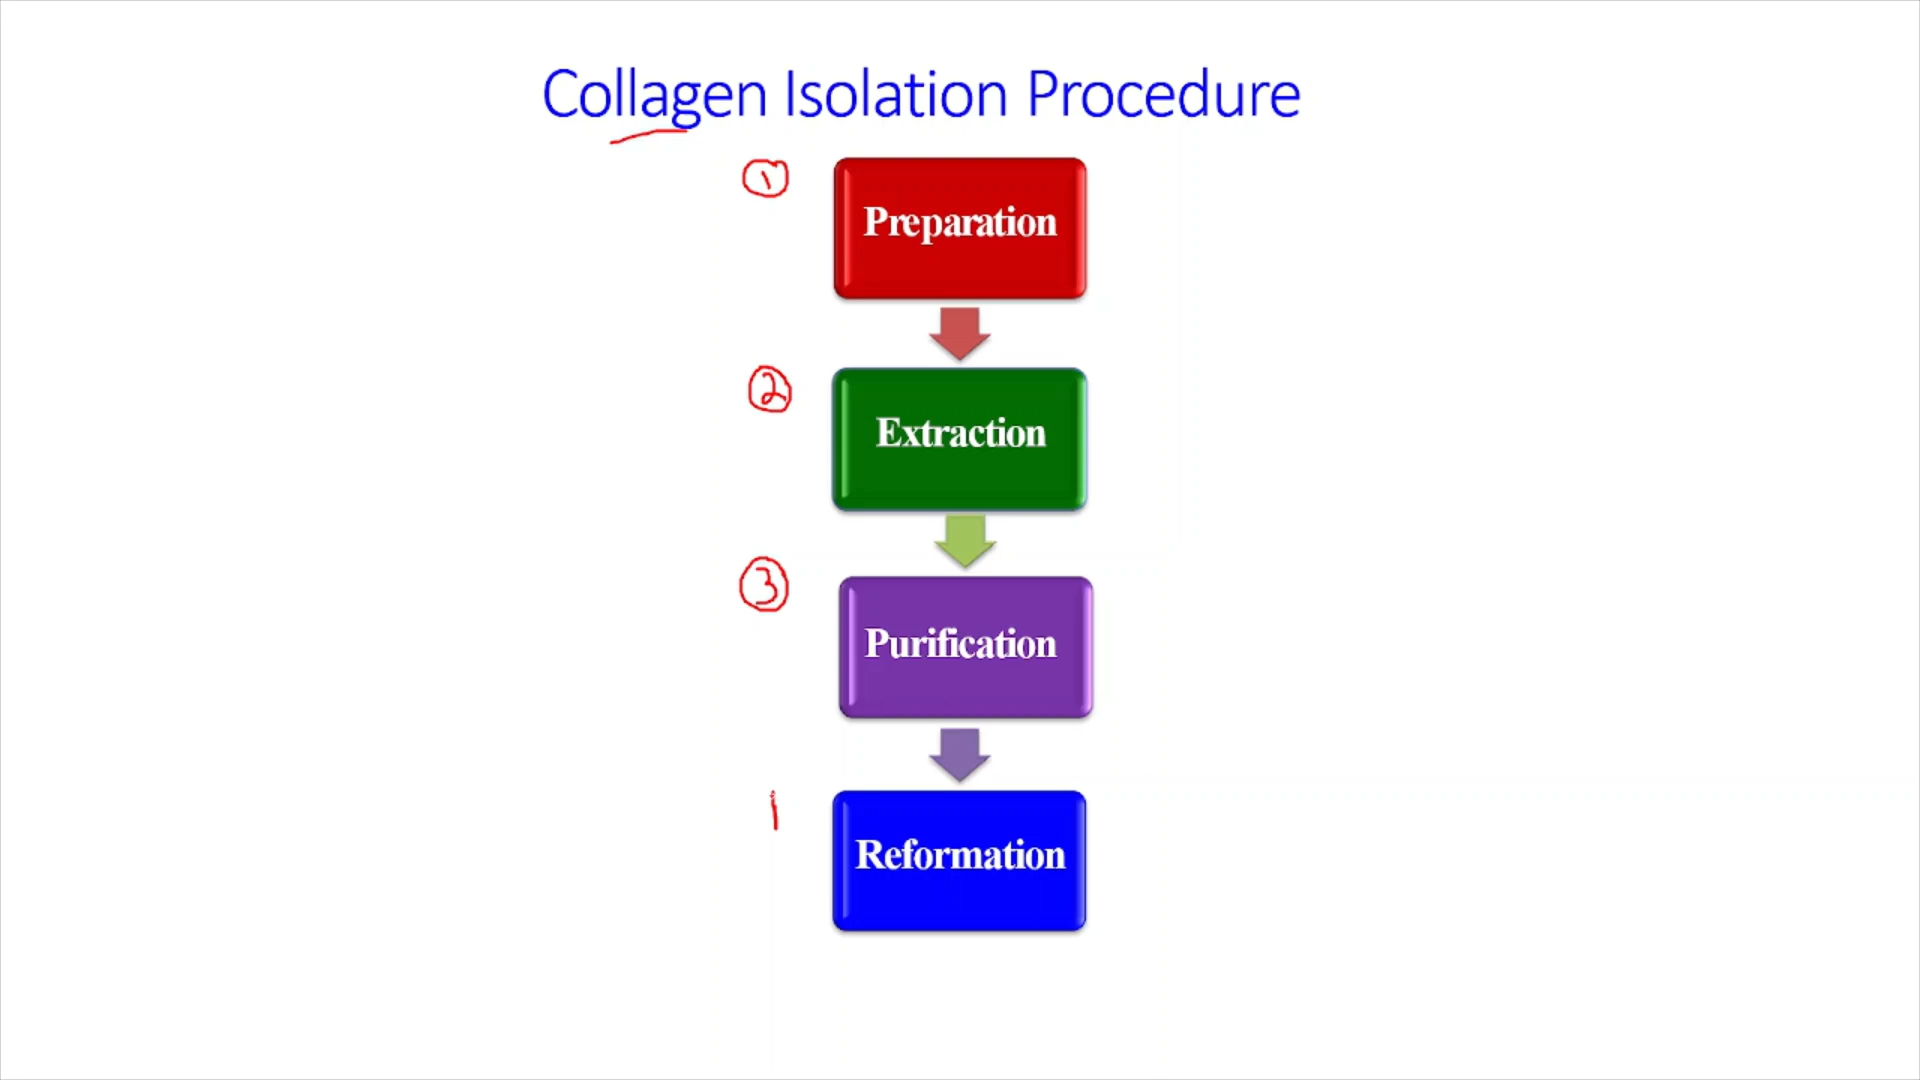 Collagen Isolation Procedure
1
Preparation
2
Extraction
3
Purification
Reformation